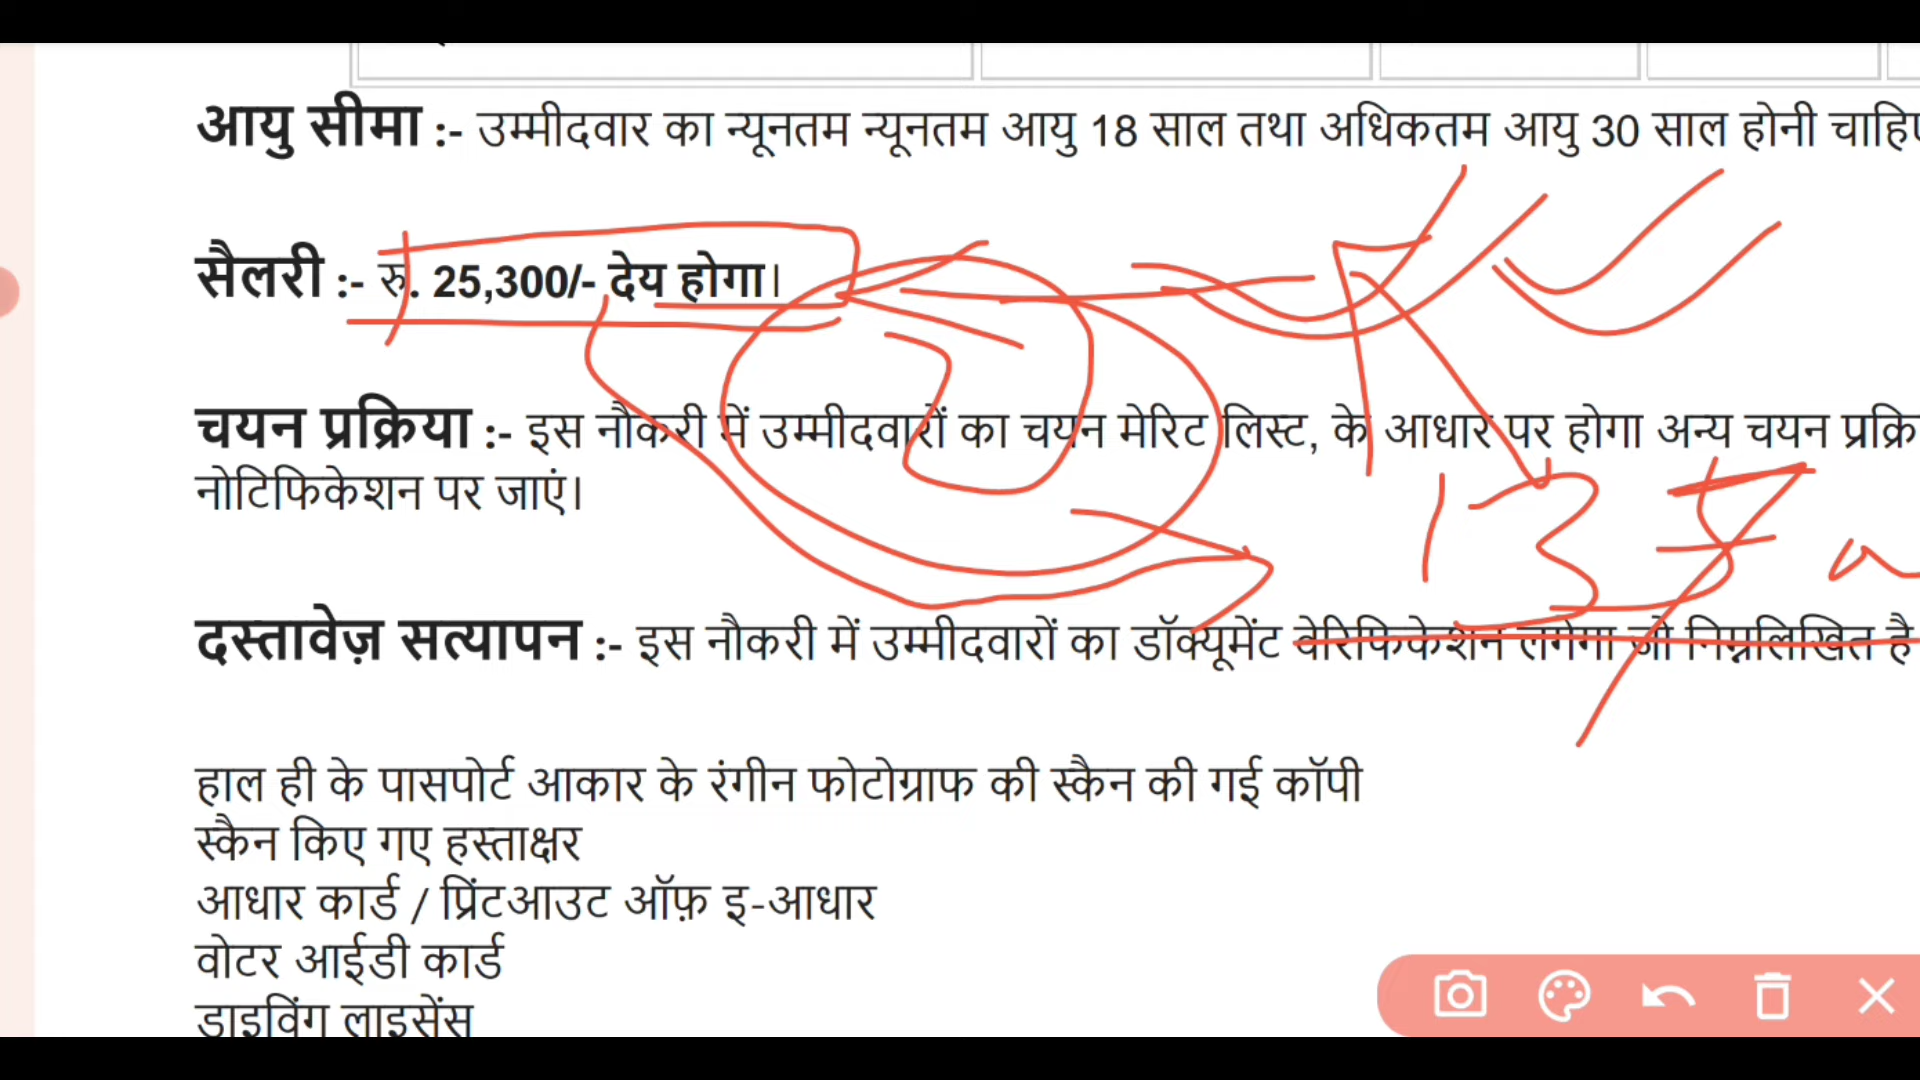 आयु सीमा :- उम्मीदवार का न्यूनतम न्यूनतम आयु 18 साल तथा अधिकतम आयु 30 साल होनी
सैलरी :- रु. 25,300/- देय होगा।
चयन प्रक्रिया :- इस नौकरी में उम्मीदवारों का चयन मेरिट लिस्ट, के आधार पर होगा अन्य चयन
नोटिफिकेशन पर जाएं।
13
दस्तावेज़ सत्यापन :- इस नौकरी में उम्मीदवारों का डॉक्यूमेंट वेरिफिकेशन लगेगा जो निम्नलिखित है
हाल ही के पासपोर्ट आकार के रंगीन फोटोग्राफ की स्कैन की गई कॉपी
स्कैन किए गए हस्ताक्षर
आधार कार्ड / प्रिंटआउट ऑफ़ इ-आधार
वोटर आईडी कार्ड
ड्राइविंग लाइसेंस